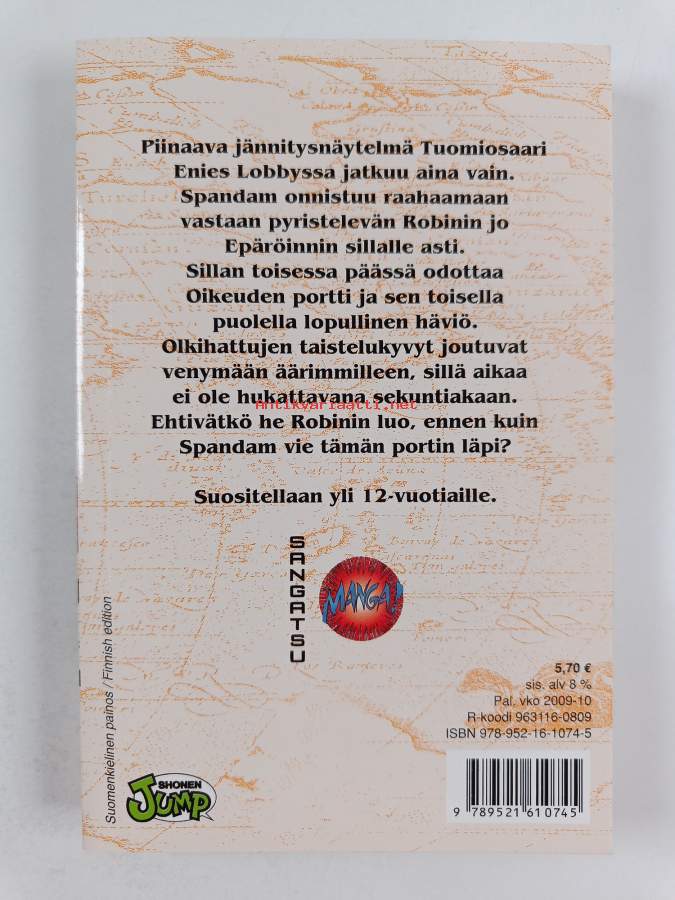 Piinaava jännitysnäytelmä Tuomiosaari
Enies Lobbyssa jatkuu aina vain.
Spandam onnistuu raahaamaan
vastaan pyristelevän Robinin jo
Epäröinnin sillalle asti.
Sillan toisessa päässä odottaa
Oikeuden portti ja sen toisella
puolella lopullinen häviö.
Olkihattujen taistelukyvyt joutuvat
venymään äärimmilleen, sillä aikaa
ei ole hukattavana sekuntiakaan.
Antikvariaatti.net
Ehtivätkö he Robinin luo, ennen kuin
Spandam vie tämän portin läpi?
Suositellaan yli 12-vuotiaille.
SANGATSU
MANGA!
5,70 €
sis. alv 8 %
Pal. vko 2009-10
R-koodi 963116-0809
ISBN 978-952-16-1074-5
9 789521 610745
Suomenkielinen painos / Finnish edition
SHONEN
JUMP